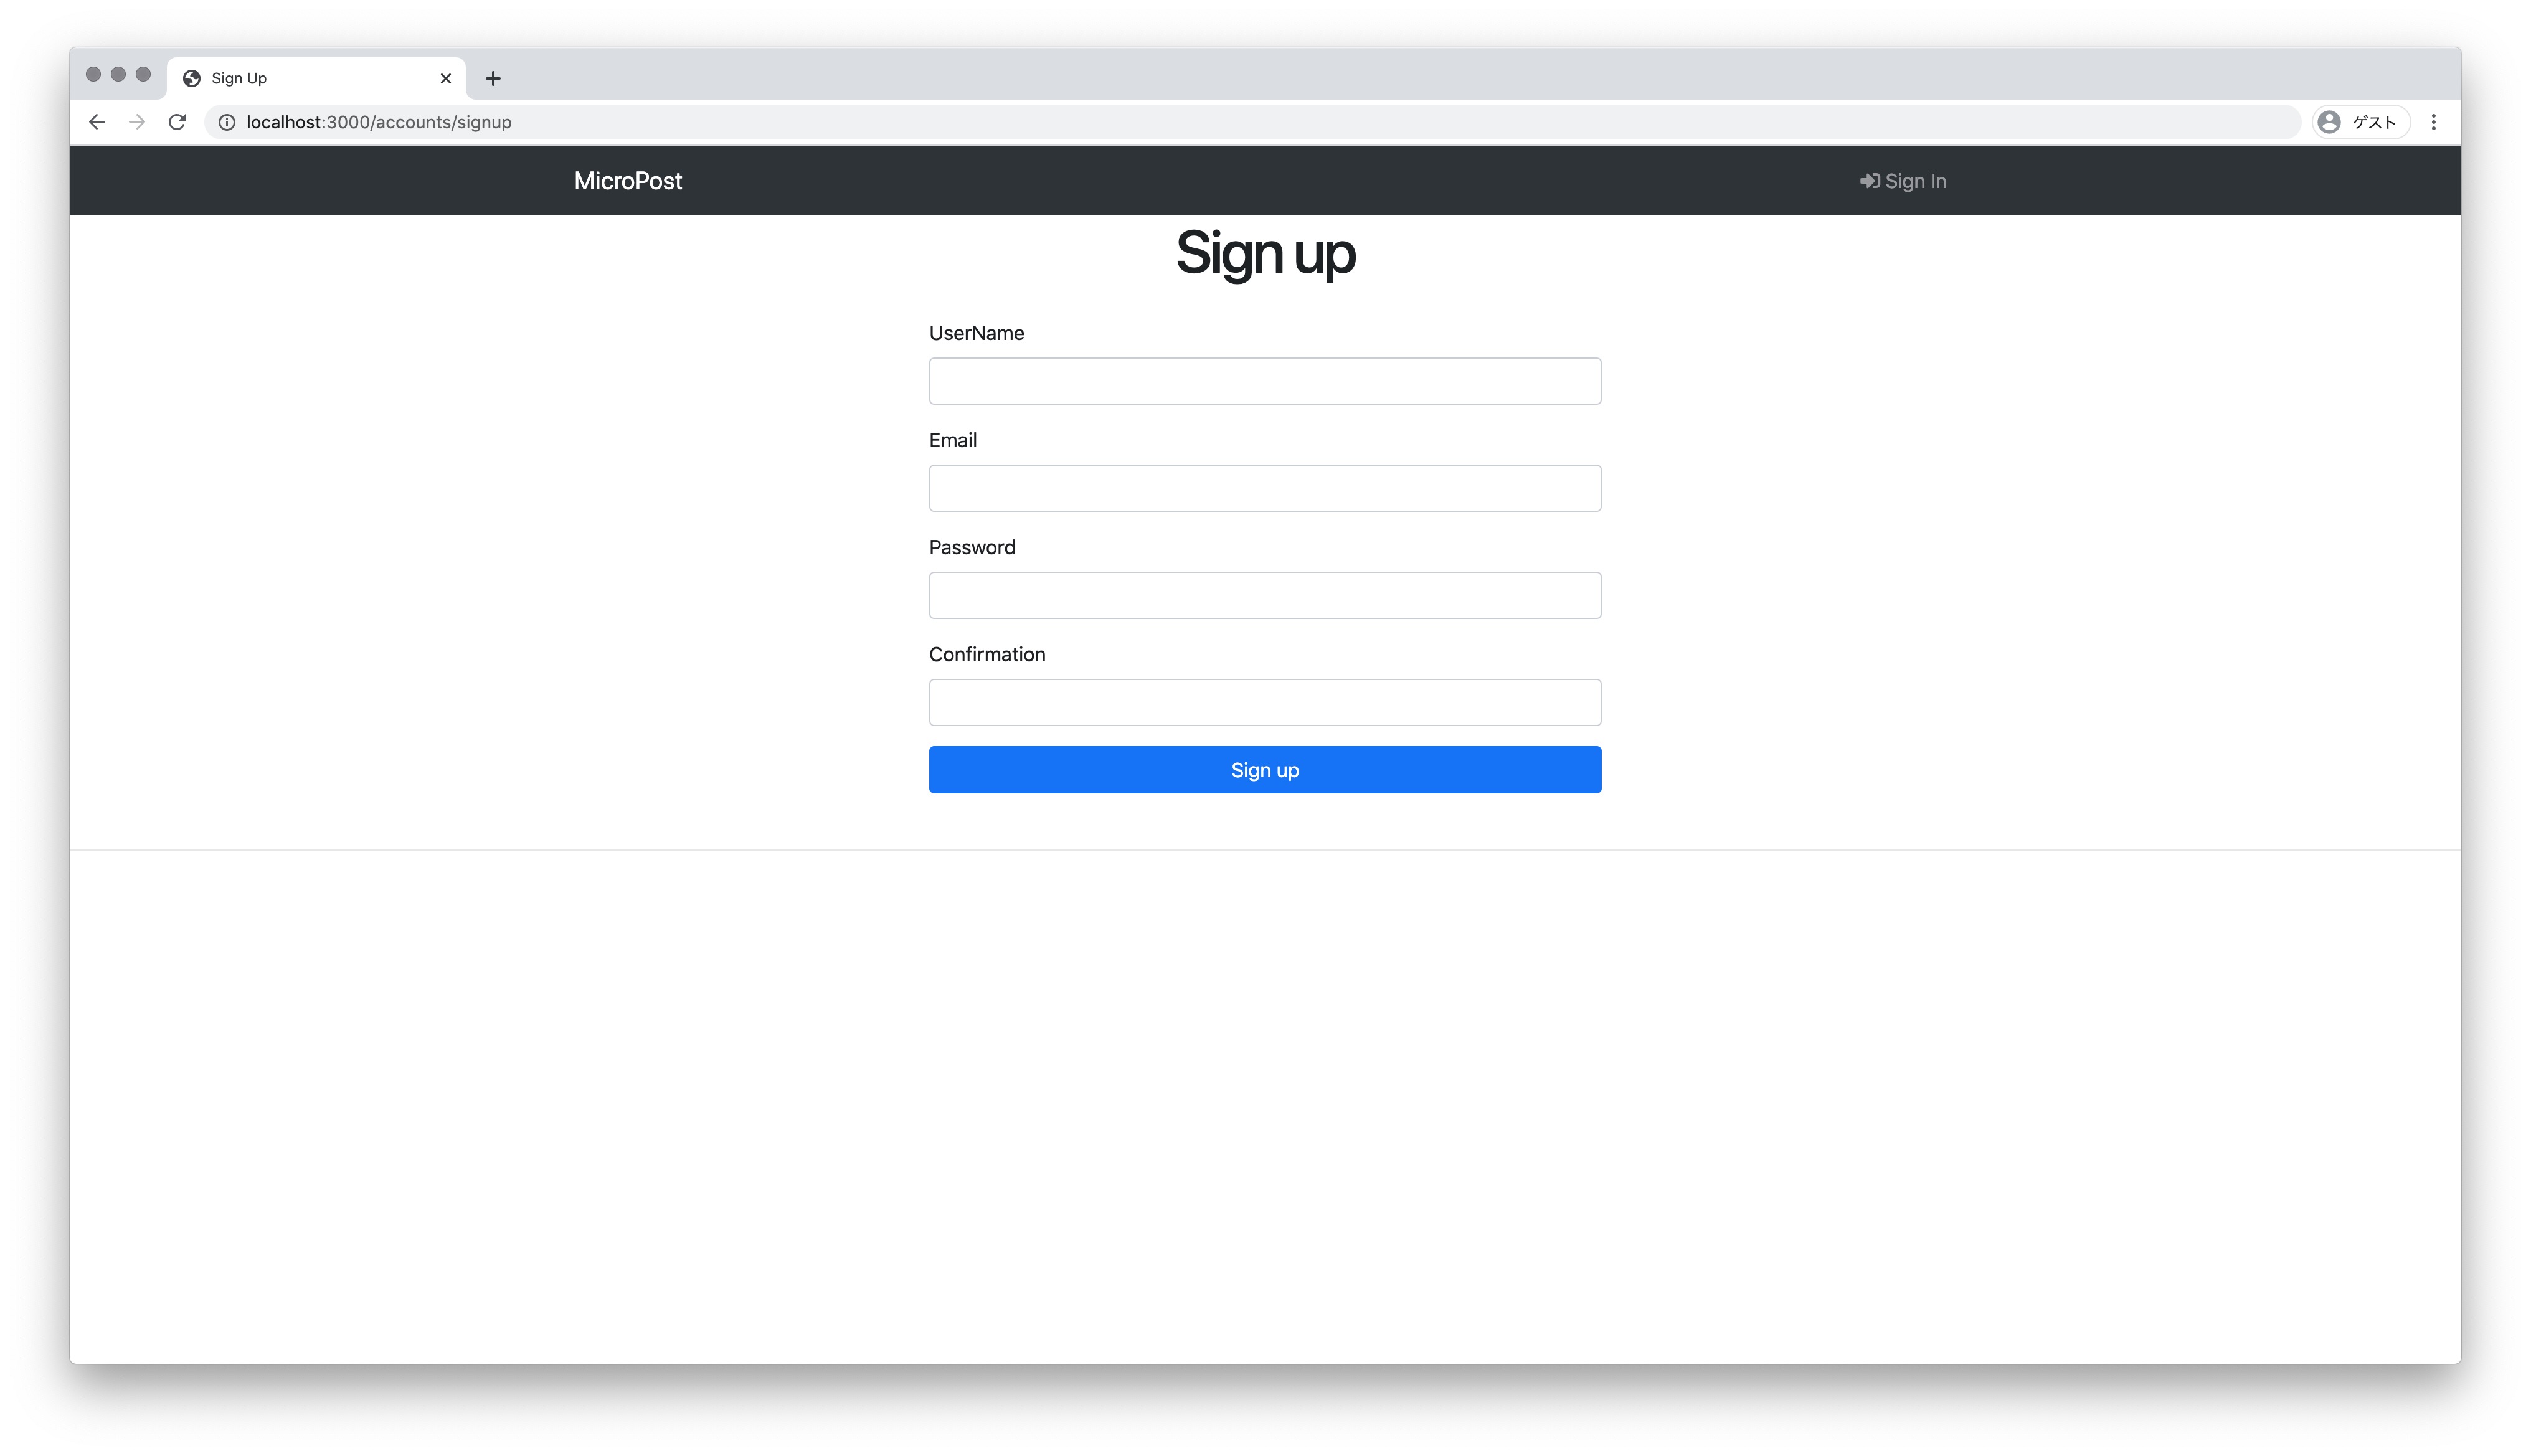 Sign Up
localhost:3000/accounts/signup
ゲスト
MicroPost
Sign In
Sign up
UserName
Email
Password
Confirmation
Sign up